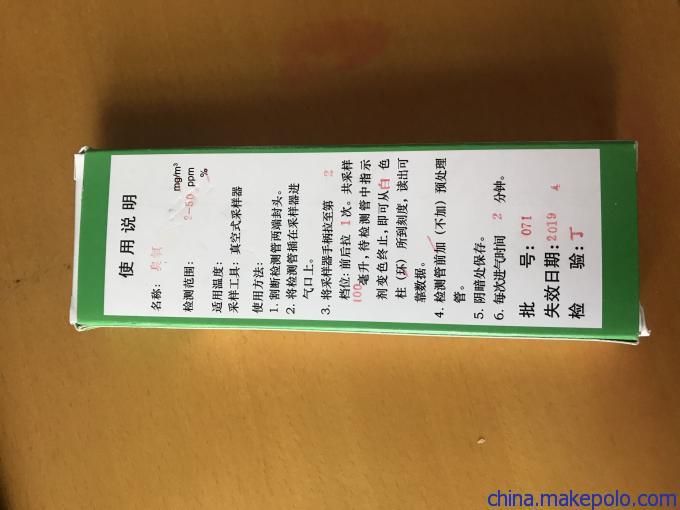 使用说明
名称：臭氧
mg/m³
检测范围：2-50 ppm
%
适用温度：
采样工具：真空式采样器
使用方法：
1. 割断检测管两端封头。
2. 将检测管插在采样器进
气口上。
3. 将采样器手柄拉至第 2
档位：前后拉 1 次。共采样
100毫升，待检测管中指示
剂变色终止，即可从白色
柱（环）所到刻度，读出可
靠数据。
4. 检测管前加（不加）预处理
管。
5. 阴暗处保存。
6. 每次进气时间 2 分钟。
批 号：071
失效日期：2019 4
检 验：丁
china.makepolo.com